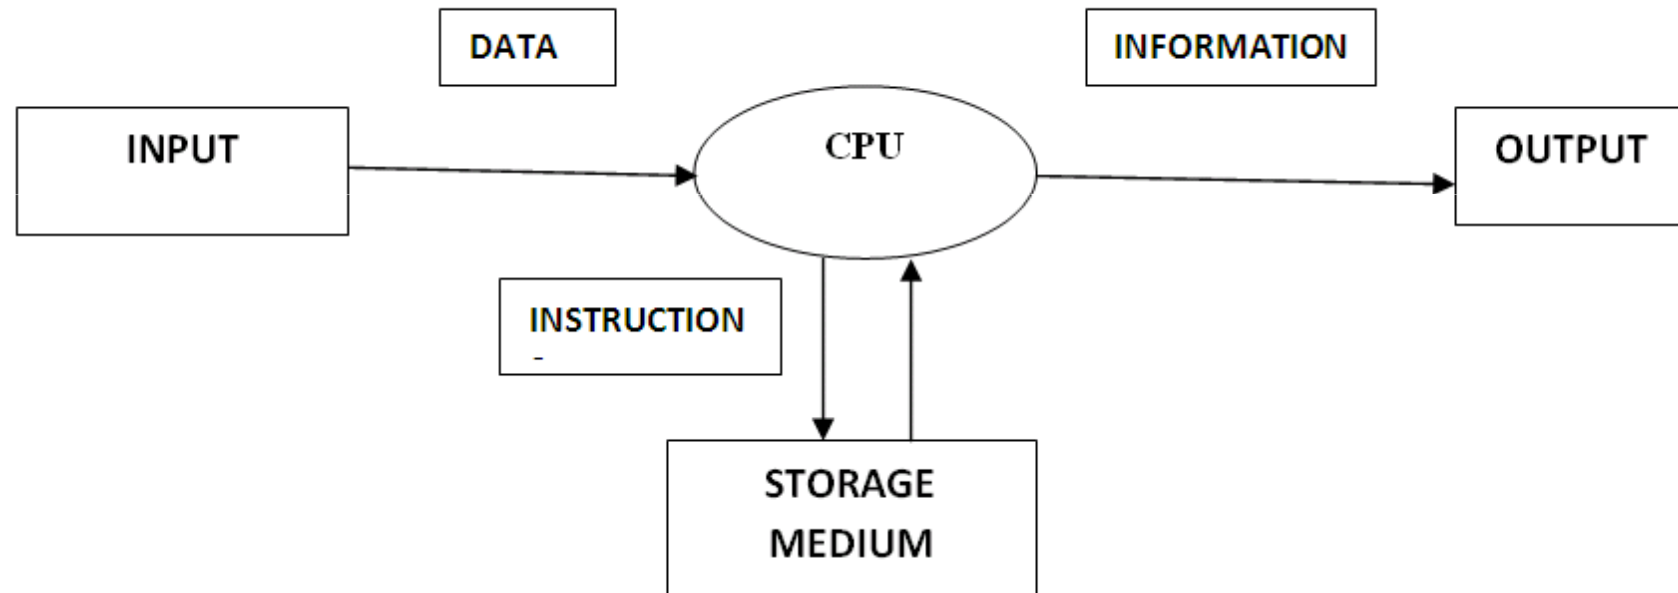 DATA
INFORMATION
INPUT
CPU
OUTPUT
INSTRUCTION
-
STORAGE
MEDIUM